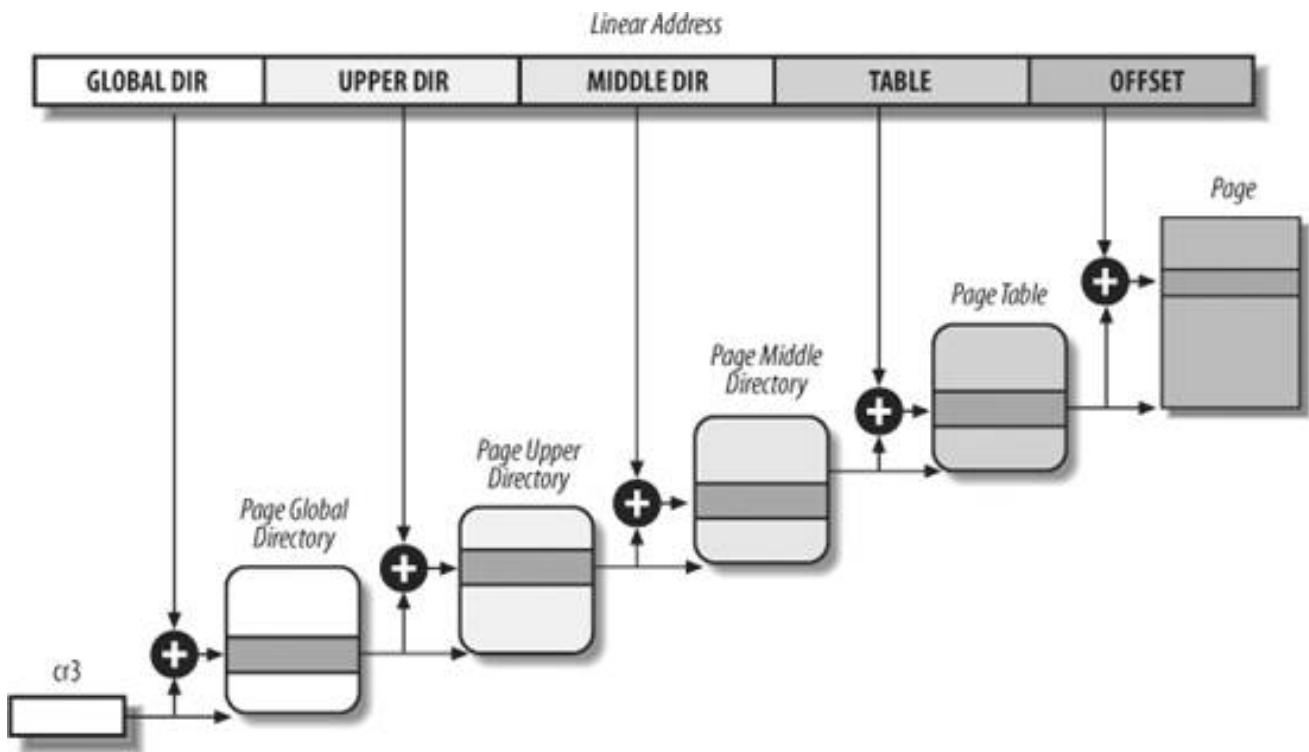 Linear Address
GLOBAL DIR
UPPER DIR
MIDDLE DIR
TABLE
OFFSET
Page
Page Table
Page Middle
Directory
Page Upper
Directory
Page Global
Directory
cr3